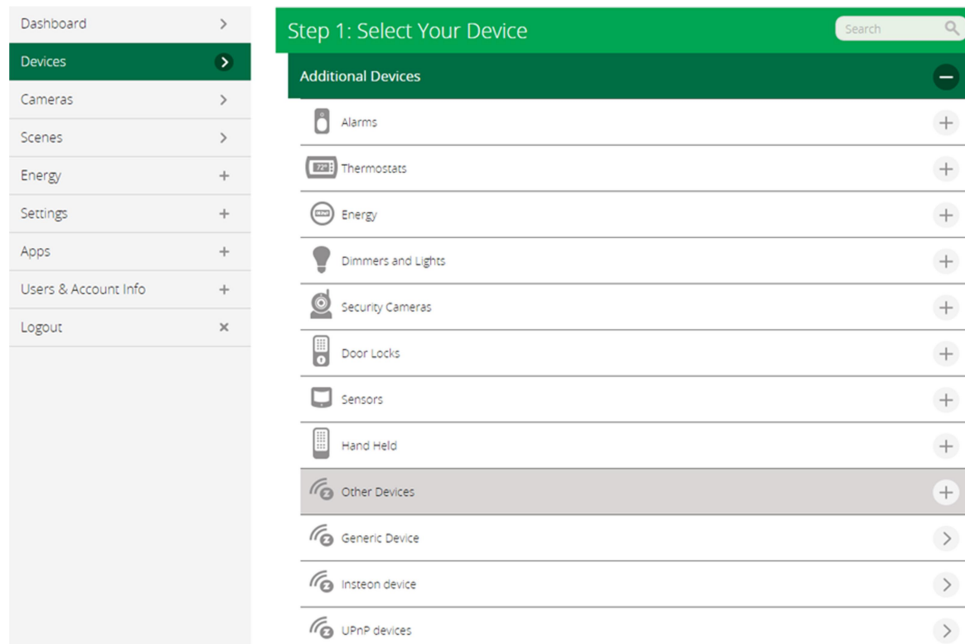 Dashboard
Devices
Cameras
Scenes
Energy
Settings
Apps
Users & Account Info
Logout
Step 1: Select Your Device
Search
Additional Devices
Alarms
Thermostats
Energy
Dimmers and Lights
Security Cameras
Door Locks
Sensors
Hand Held
Other Devices
Generic Device
Insteon device
UPnP devices